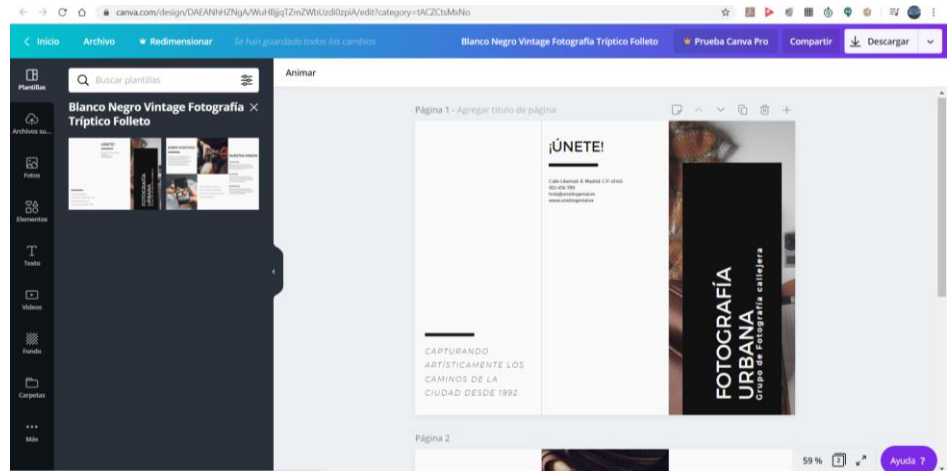 canva.com/design/DAEANhHZNgA/WuHBjjqTZmZWbUzdi0zpiA/edit?category=tACZCtsMxNo
Inicio Archivo Redimensionar Se han guardado todos los cambios Blanco Negro Vintage Fotografía Tríptico Folleto Prueba Canva Pro Compartir Descargar
Plantillas
Archivos su...
Fotos
Elementos
Texto
Vídeos
Fondo
Carpetas
Más
Buscar plantillas
Blanco Negro Vintage Fotografía
Tríptico Folleto
Animar
Página 1 - Agregar título de página
CAPTURANDO
ARTÍSTICAMENTE LOS
CAMINOS DE LA
CIUDAD DESDE 1992.
¡ÚNETE!
FOTOGRAFÍA
URBANA
Grupo de Fotografía callejera
Página 2
59 % 2 Ayuda ?